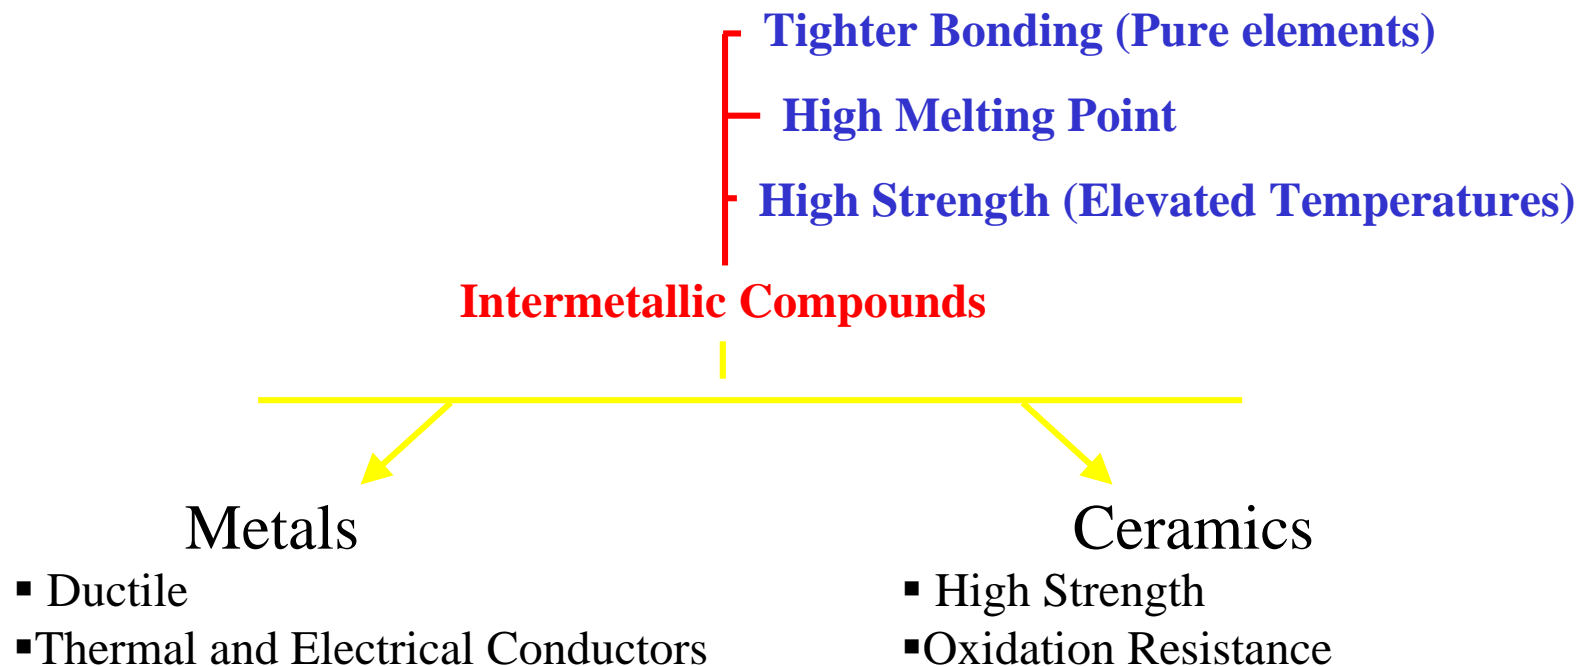 Tighter Bonding (Pure elements)
High Melting Point
High Strength (Elevated Temperatures)
Intermetallic Compounds
Metals
▪ Ductile
▪Thermal and Electrical Conductors
Ceramics
▪ High Strength
▪Oxidation Resistance